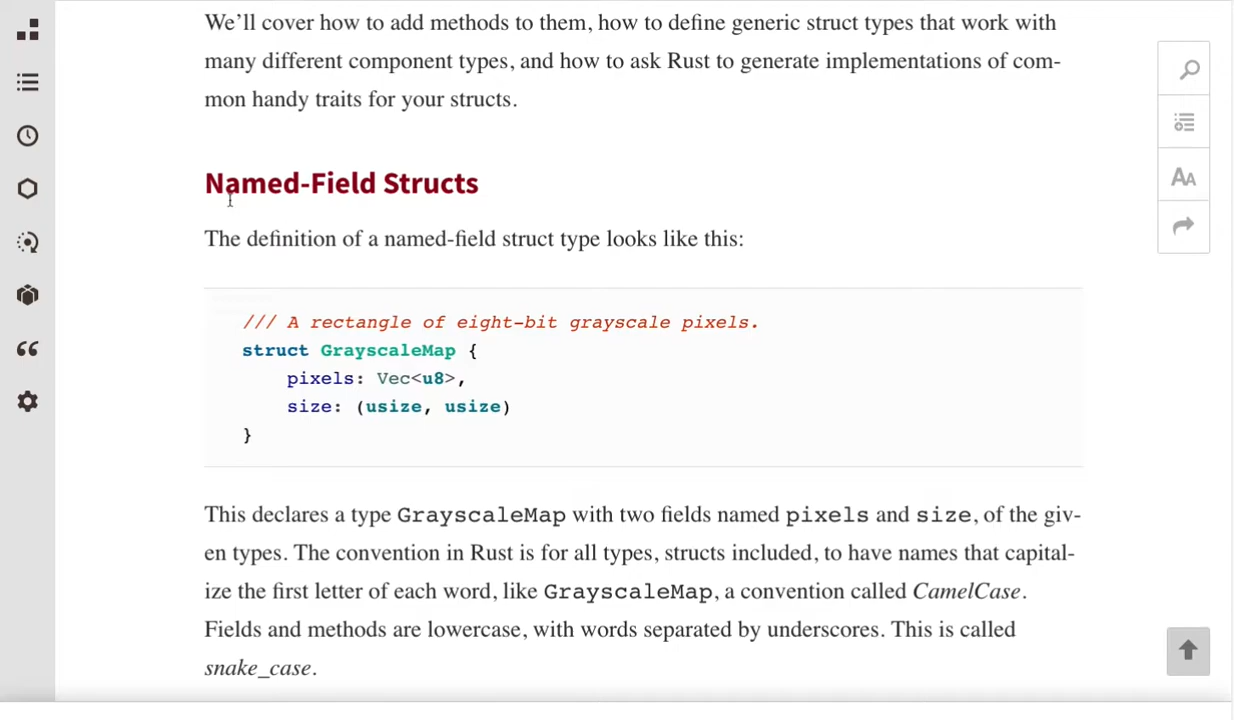 We’ll cover how to add methods to them, how to define generic struct types that work with
many different component types, and how to ask Rust to generate implementations of com-
mon handy traits for your structs.
Named-Field Structs
The definition of a named-field struct type looks like this:
/// A rectangle of eight-bit grayscale pixels.
struct GrayscaleMap {
    pixels: Vec<u8>,
    size: (usize, usize)
}
This declares a type GrayscaleMap with two fields named pixels and size, of the giv-
en types. The convention in Rust is for all types, structs included, to have names that capital-
ize the first letter of each word, like GrayscaleMap, a convention called CamelCase.
Fields and methods are lowercase, with words separated by underscores. This is called
snake_case.
AA